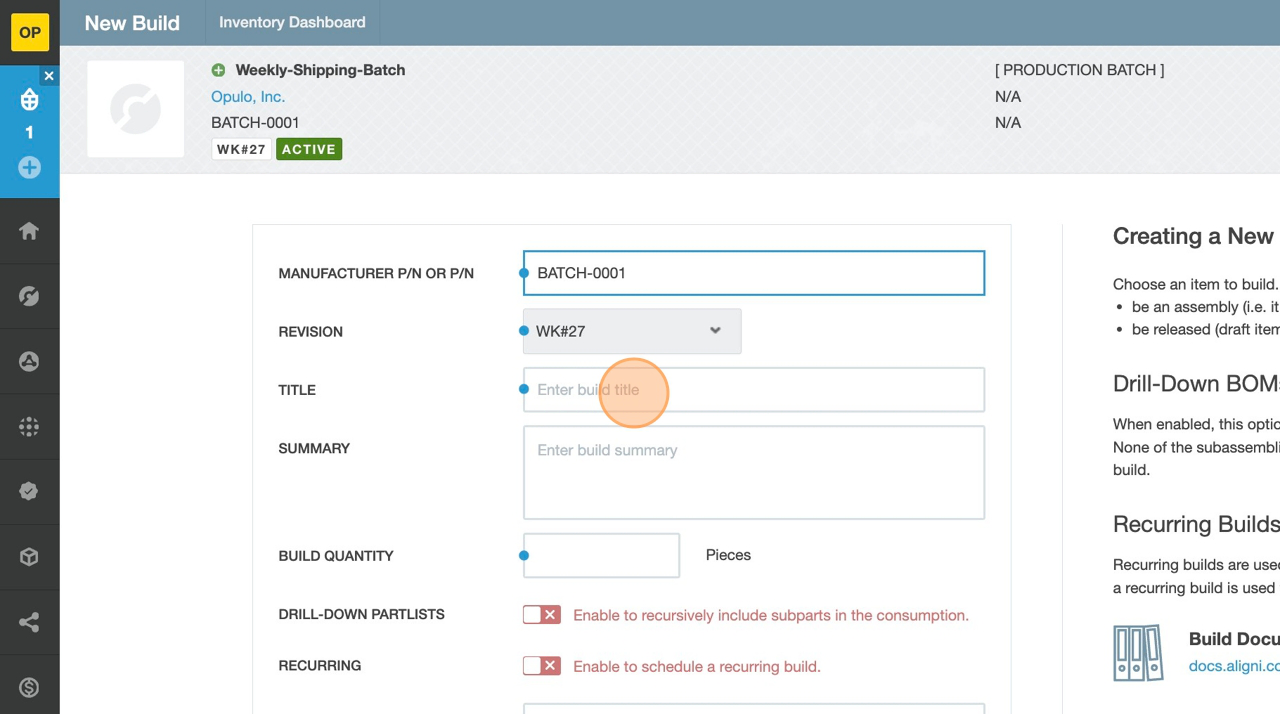 OP
New Build
Inventory Dashboard
1
Weekly-Shipping-Batch
Opulo, Inc.
BATCH-0001
WK#27
ACTIVE
[ PRODUCTION BATCH ]
N/A
N/A
MANUFACTURER P/N OR P/N
BATCH-0001
REVISION
WK#27
TITLE
Enter build title
SUMMARY
Enter build summary
BUILD QUANTITY
Pieces
DRILL-DOWN PARTLISTS
Enable to recursively include subparts in the consumption.
RECURRING
Enable to schedule a recurring build.
Creating a New
Choose an item to build.
• be an assembly (i.e. it
• be released (draft item
Drill-Down BOMs
When enabled, this optio
None of the subassembli
build.
Recurring Builds
Recurring builds are used
a recurring build is used
Build Docu
docs.aligni.co